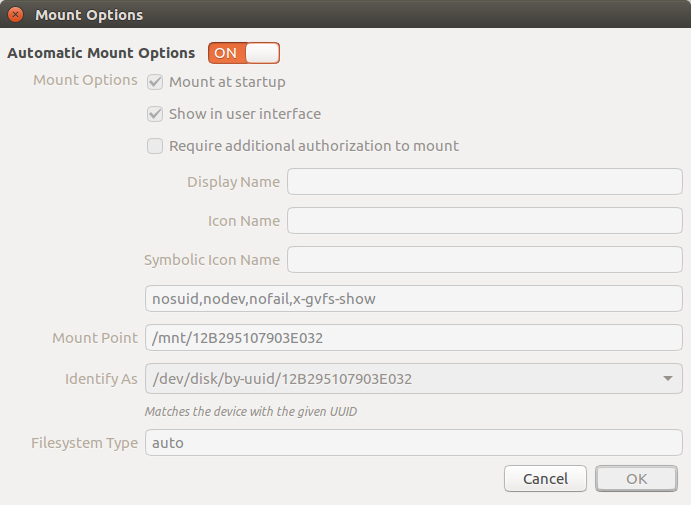 Mount Options
Automatic Mount Options ON
Mount Options Mount at startup
Show in user interface
Require additional authorization to mount
Display Name
Icon Name
Symbolic Icon Name
nosuid,nodev,nofail,x-gvfs-show
Mount Point /mnt/12B295107903E032
Identify As /dev/disk/by-uuid/12B295107903E032
Matches the device with the given UUID
Filesystem Type auto
Cancel OK